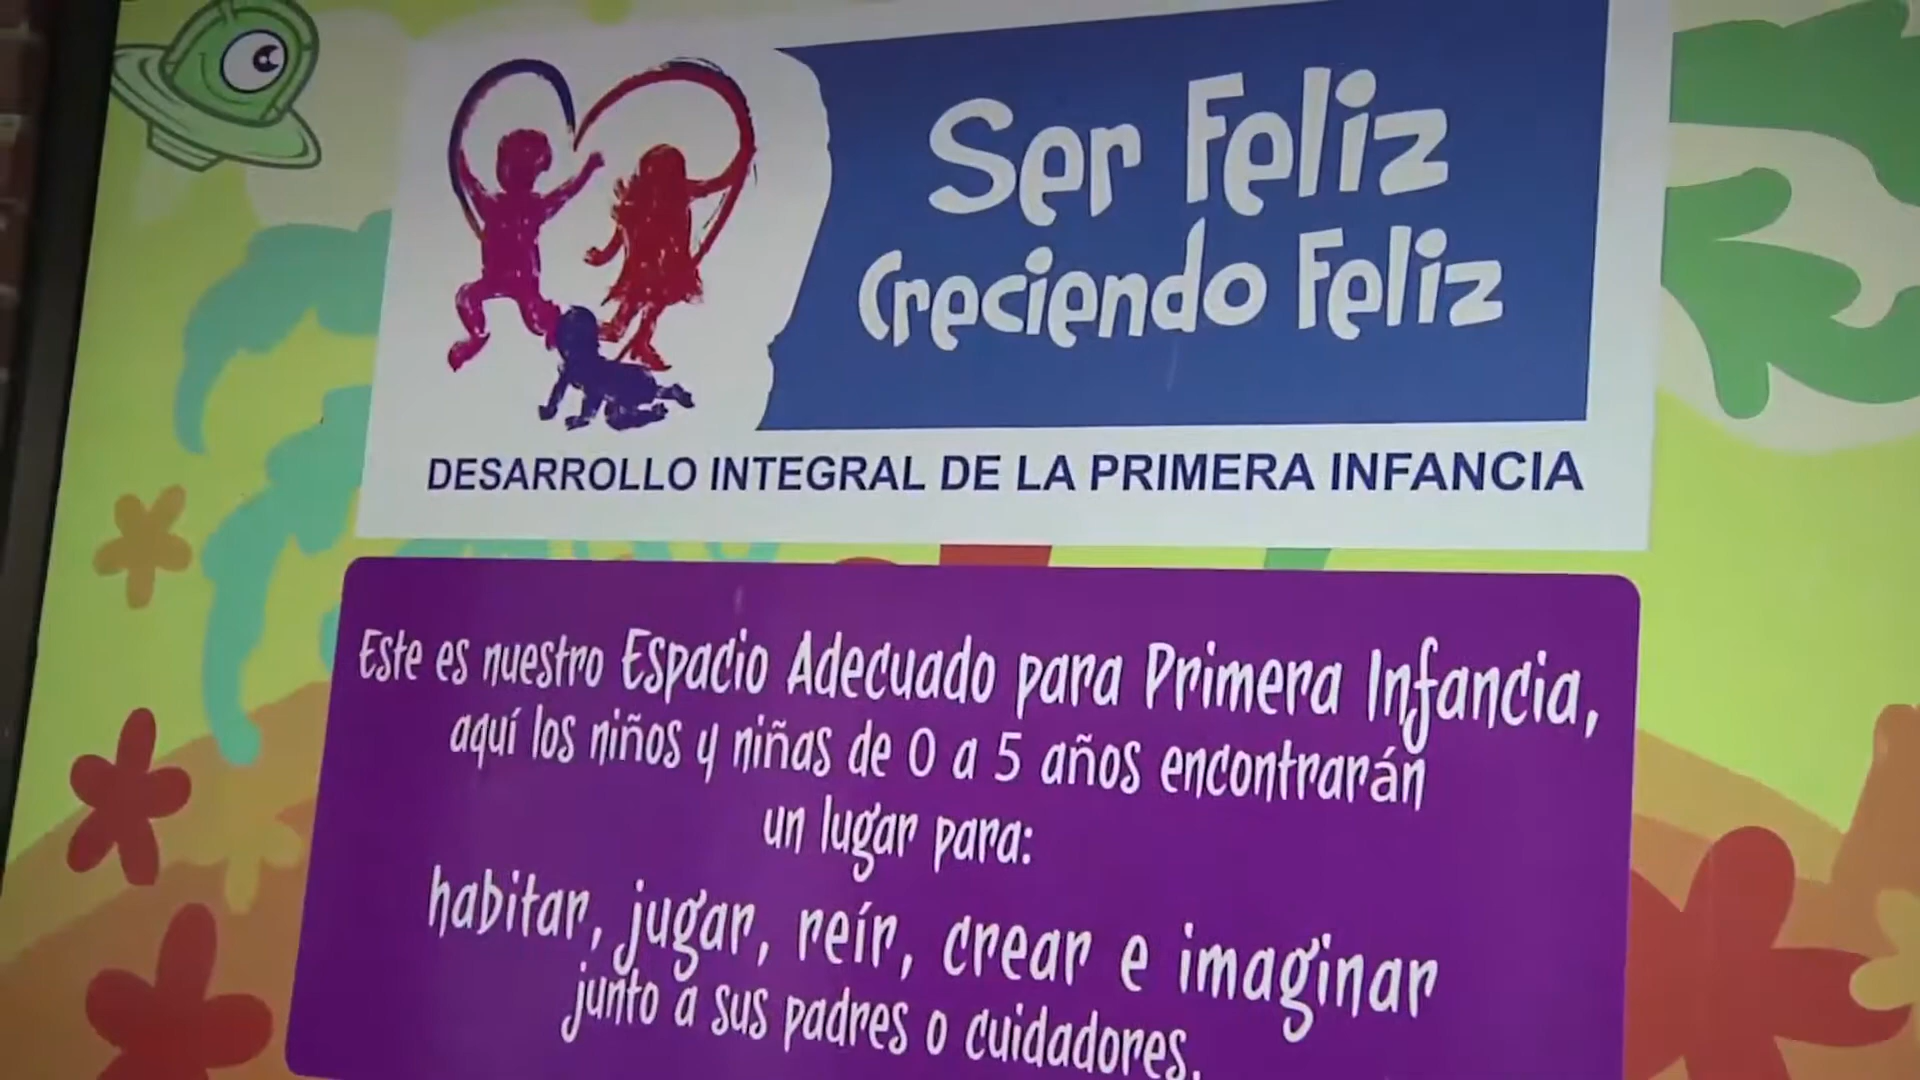 Ser Feliz
Creciendo Feliz
DESARROLLO INTEGRAL DE LA PRIMERA INFANCIA
Este es nuestro Espacio Adecuado para Primera Infancia,
aquí los niños y niñas de 0 a 5 años encontrarán
un lugar para:
habitar, jugar, reír, crear e imaginar
junto a sus padres o cuidadores.